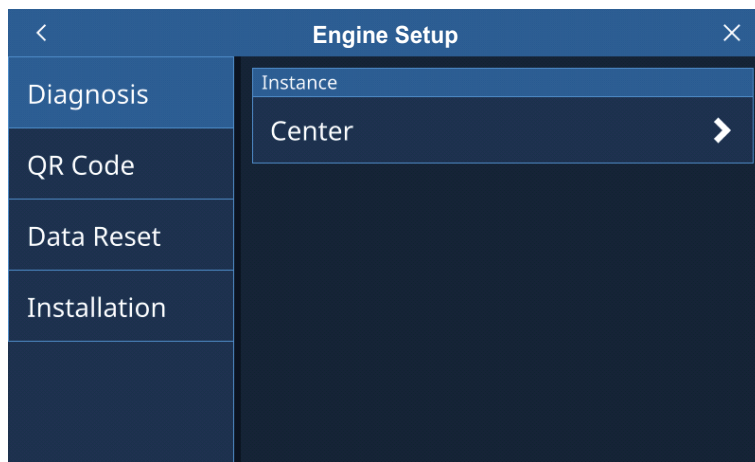 Engine Setup
Diagnosis
QR Code
Data Reset
Installation
Instance
Center